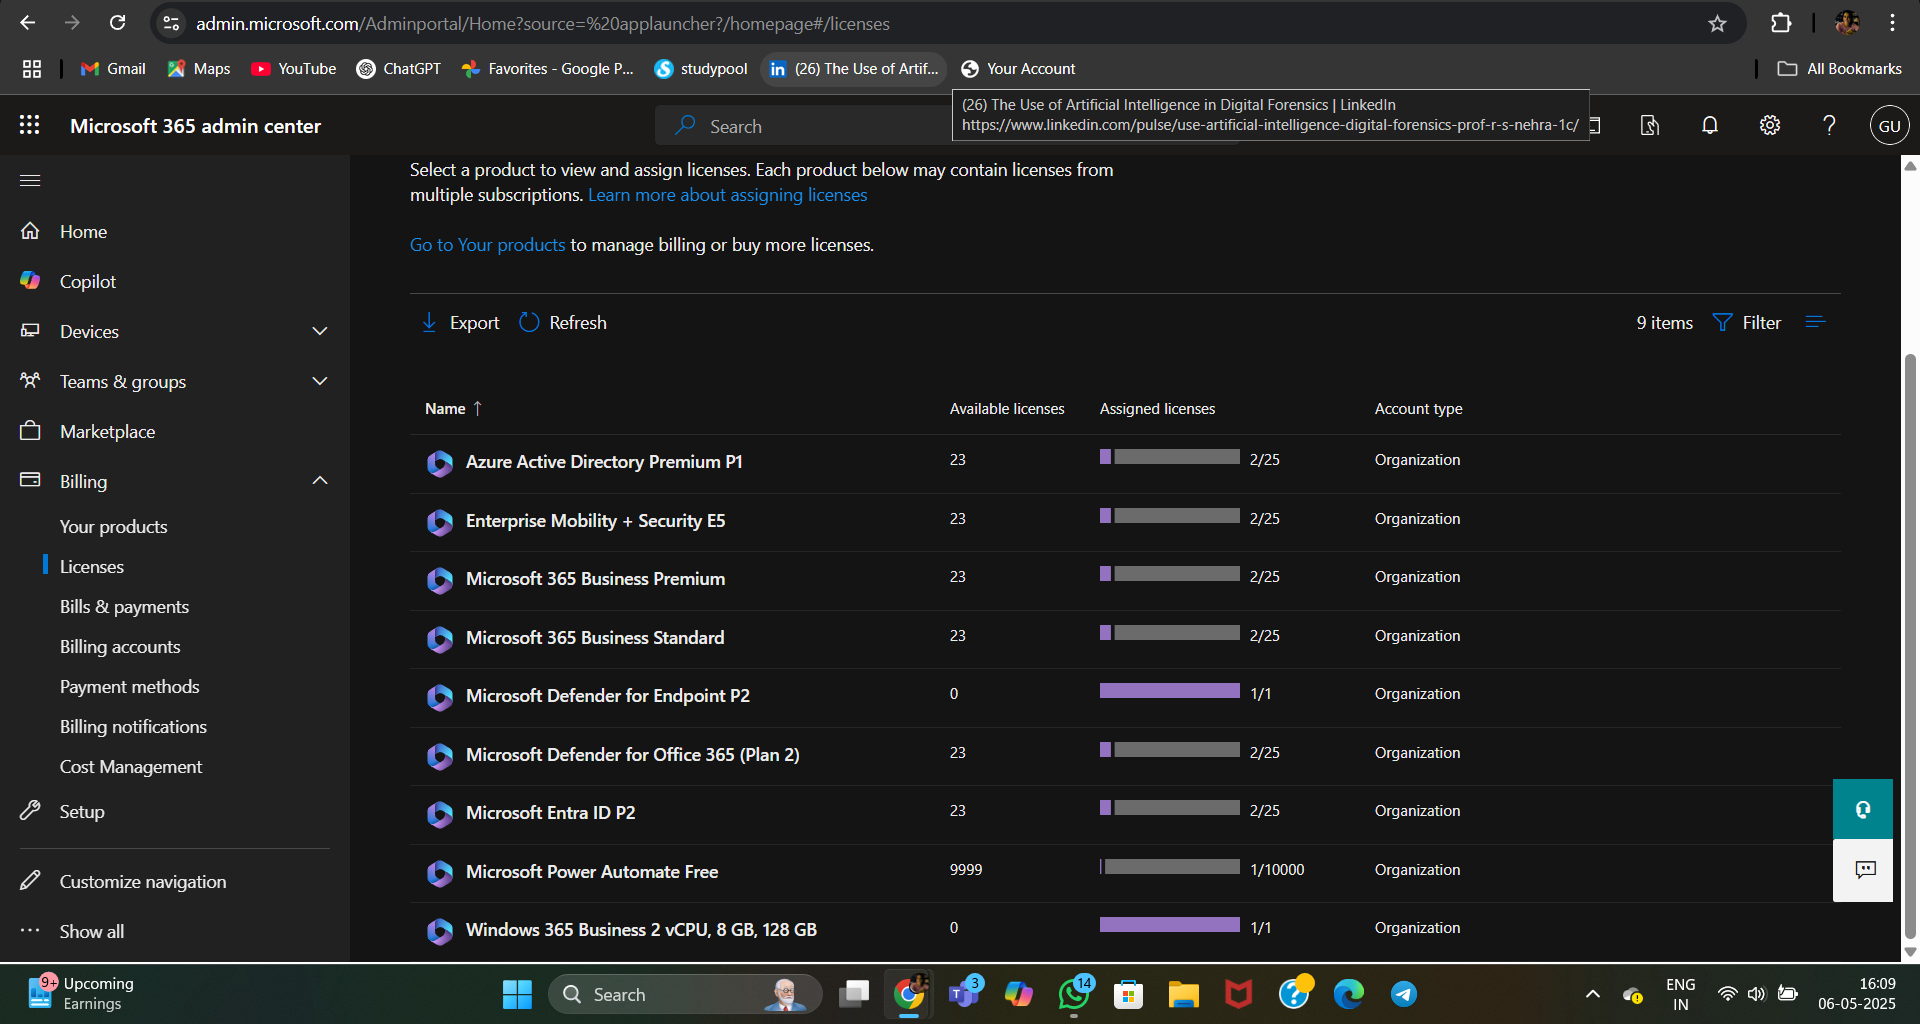 admin.microsoft.com/Adminportal/Home?source=%20applauncher?/homepage#/licenses
Gmail
Maps
YouTube
ChatGPT
Favorites - Google P...
studypool
(26) The Use of Artif...
Your Account
All Bookmarks
(26) The Use of Artificial Intelligence in Digital Forensics | LinkedIn
https://www.linkedin.com/pulse/use-artificial-intelligence-digital-forensics-prof-r-s-nehra-1c/
Microsoft 365 admin center
Search
GU
Home
Copilot
Devices
Teams & groups
Marketplace
Billing
Your products
Licenses
Bills & payments
Billing accounts
Payment methods
Billing notifications
Cost Management
Setup
Customize navigation
Show all
Select a product to view and assign licenses. Each product below may contain licenses from
multiple subscriptions. Learn more about assigning licenses
Go to Your products to manage billing or buy more licenses.
Export
Refresh
9 items
Filter
Name ↑ Available licenses Assigned licenses Account type
Azure Active Directory Premium P1 23 2/25 Organization
Enterprise Mobility + Security E5 23 2/25 Organization
Microsoft 365 Business Premium 23 2/25 Organization
Microsoft 365 Business Standard 23 2/25 Organization
Microsoft Defender for Endpoint P2 0 1/1 Organization
Microsoft Defender for Office 365 (Plan 2) 23 2/25 Organization
Microsoft Entra ID P2 23 2/25 Organization
Microsoft Power Automate Free 9999 1/10000 Organization
Windows 365 Business 2 vCPU, 8 GB, 128 GB 0 1/1 Organization
9+
Upcoming
Earnings
Search
3
14
ENG
IN
16:09
06-05-2025